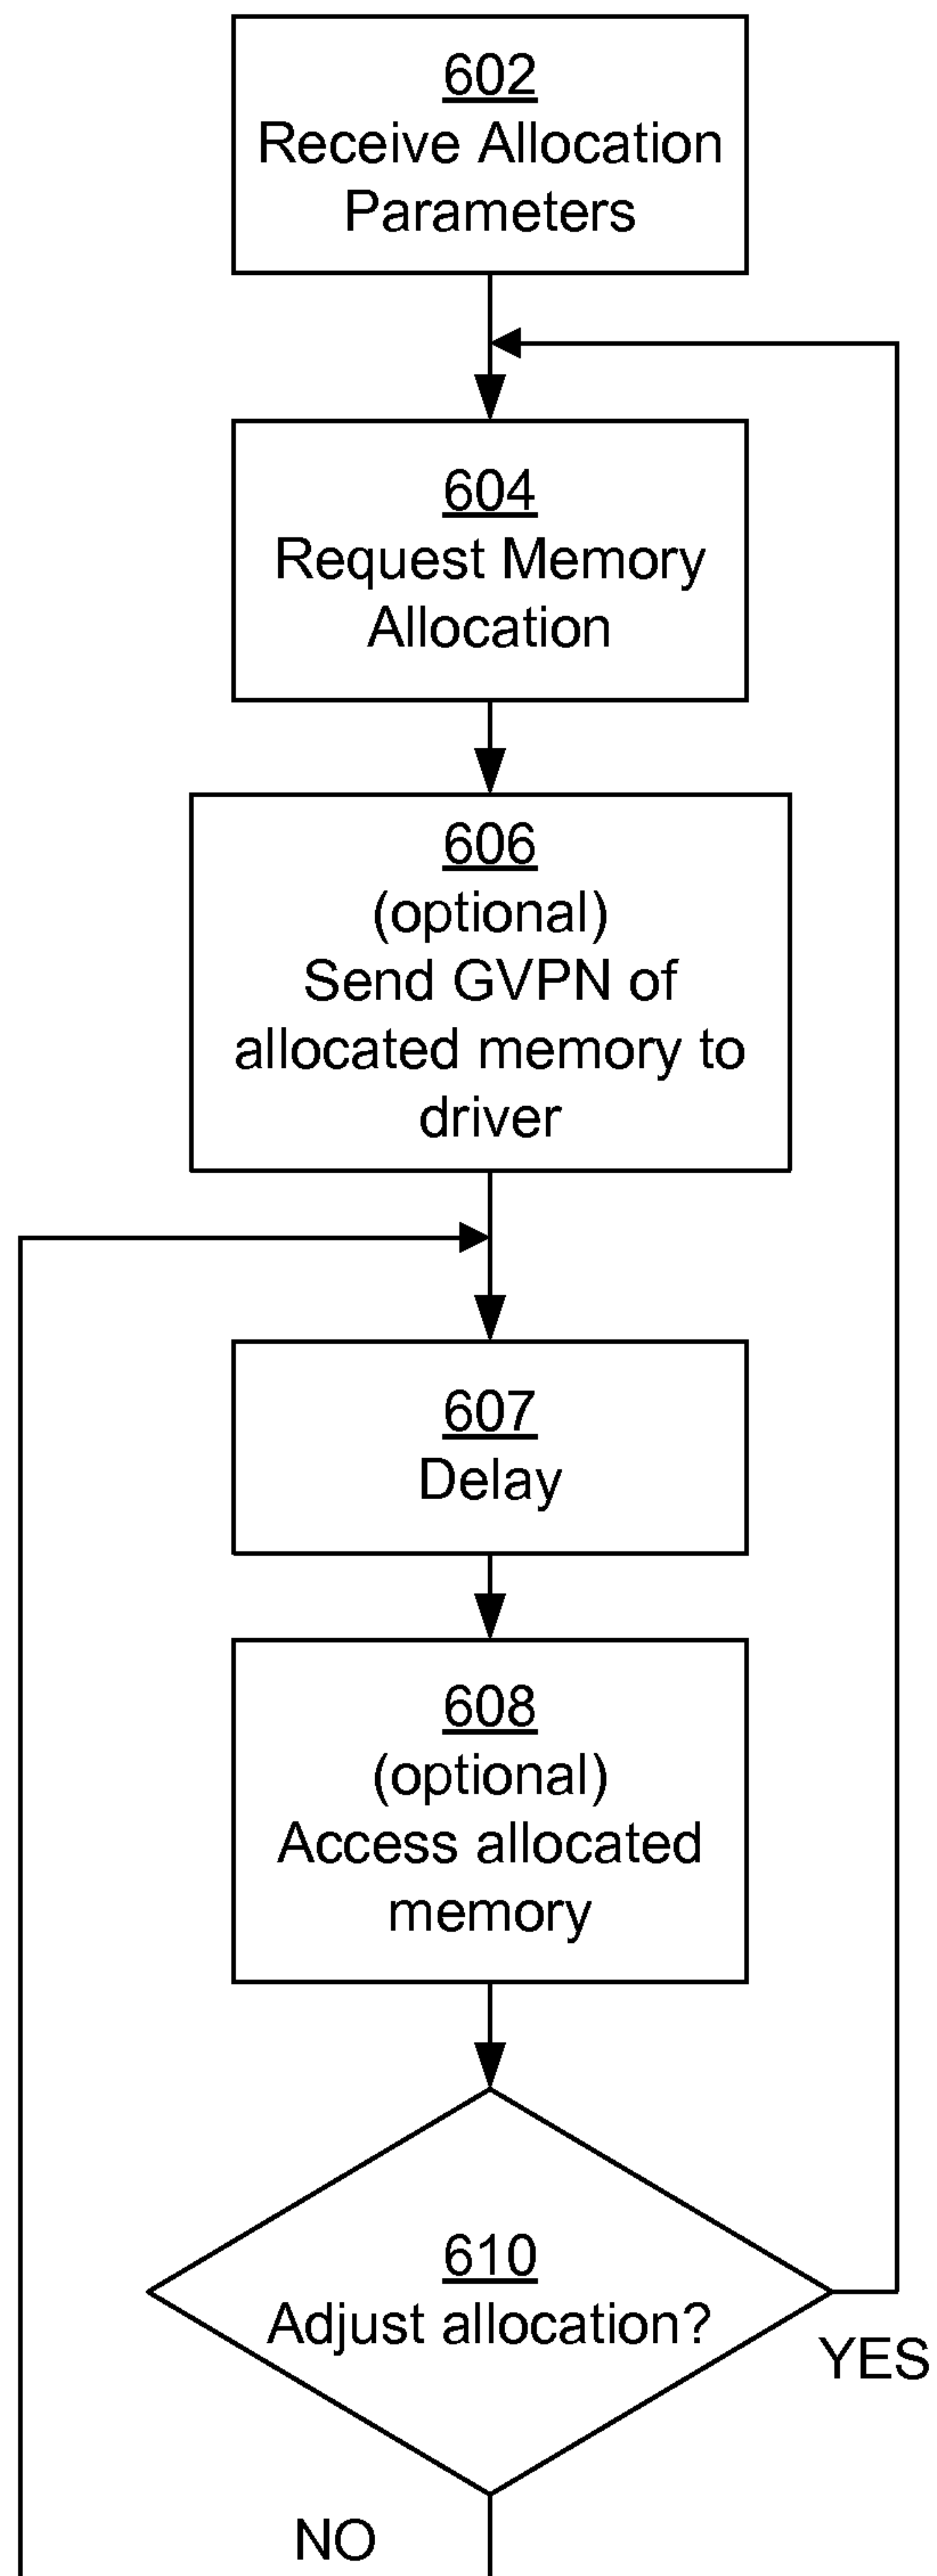 602
Receive Allocation
Parameters
604
Request Memory
Allocation
606
(optional)
Send GVPN of
allocated memory to
driver
607
Delay
608
(optional)
Access allocated
memory
610
Adjust allocation?
YES
NO